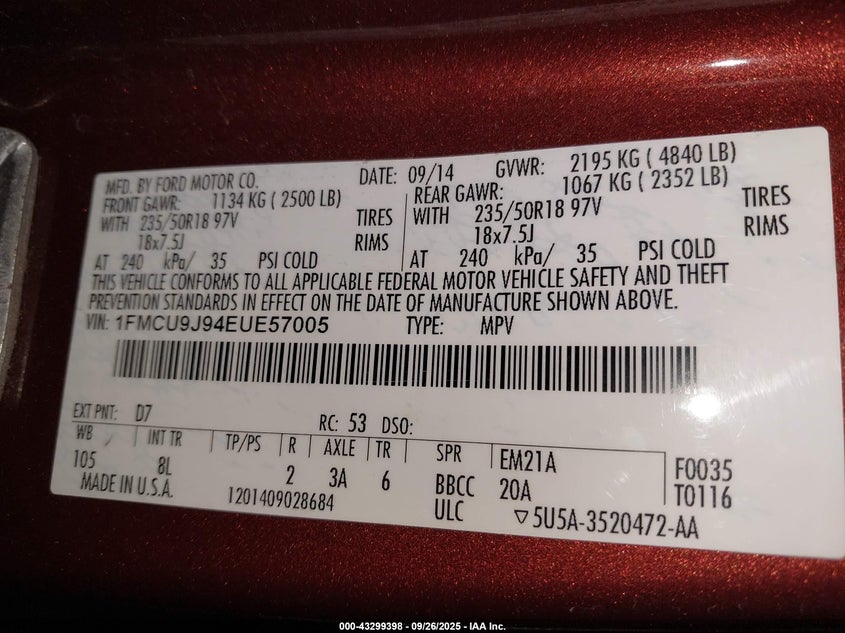 MFD. BY FORD MOTOR CO. DATE: 09/14 GVWR: 2195 KG ( 4840 LB)
FRONT GAWR: 1134 KG ( 2500 LB) REAR GAWR: 1067 KG ( 2352 LB)
WITH 235/50R18 97V TIRES WITH 235/50R18 97V TIRES
18x7.5J RIMS 18x7.5J RIMS
AT 240 kPa/ 35 PSI COLD AT 240 kPa/ 35 PSI COLD
THIS VEHICLE CONFORMS TO ALL APPLICABLE FEDERAL MOTOR VEHICLE SAFETY AND THEFT
PREVENTION STANDARDS IN EFFECT ON THE DATE OF MANUFACTURE SHOWN ABOVE.
VIN: 1FMCU9J94EUE57005 TYPE: MPV
EXT PNT: D7 RC: 53 DSO:
WB INT TR TP/PS R AXLE TR SPR EM21A F0035
105 8L 2 3A 6 BBCC 20A T0116
MADE IN U.S.A. 1201409028684 ULC ▽5U5A-3520472-AA
000-43299398 - 09/26/2025 - IAA Inc.